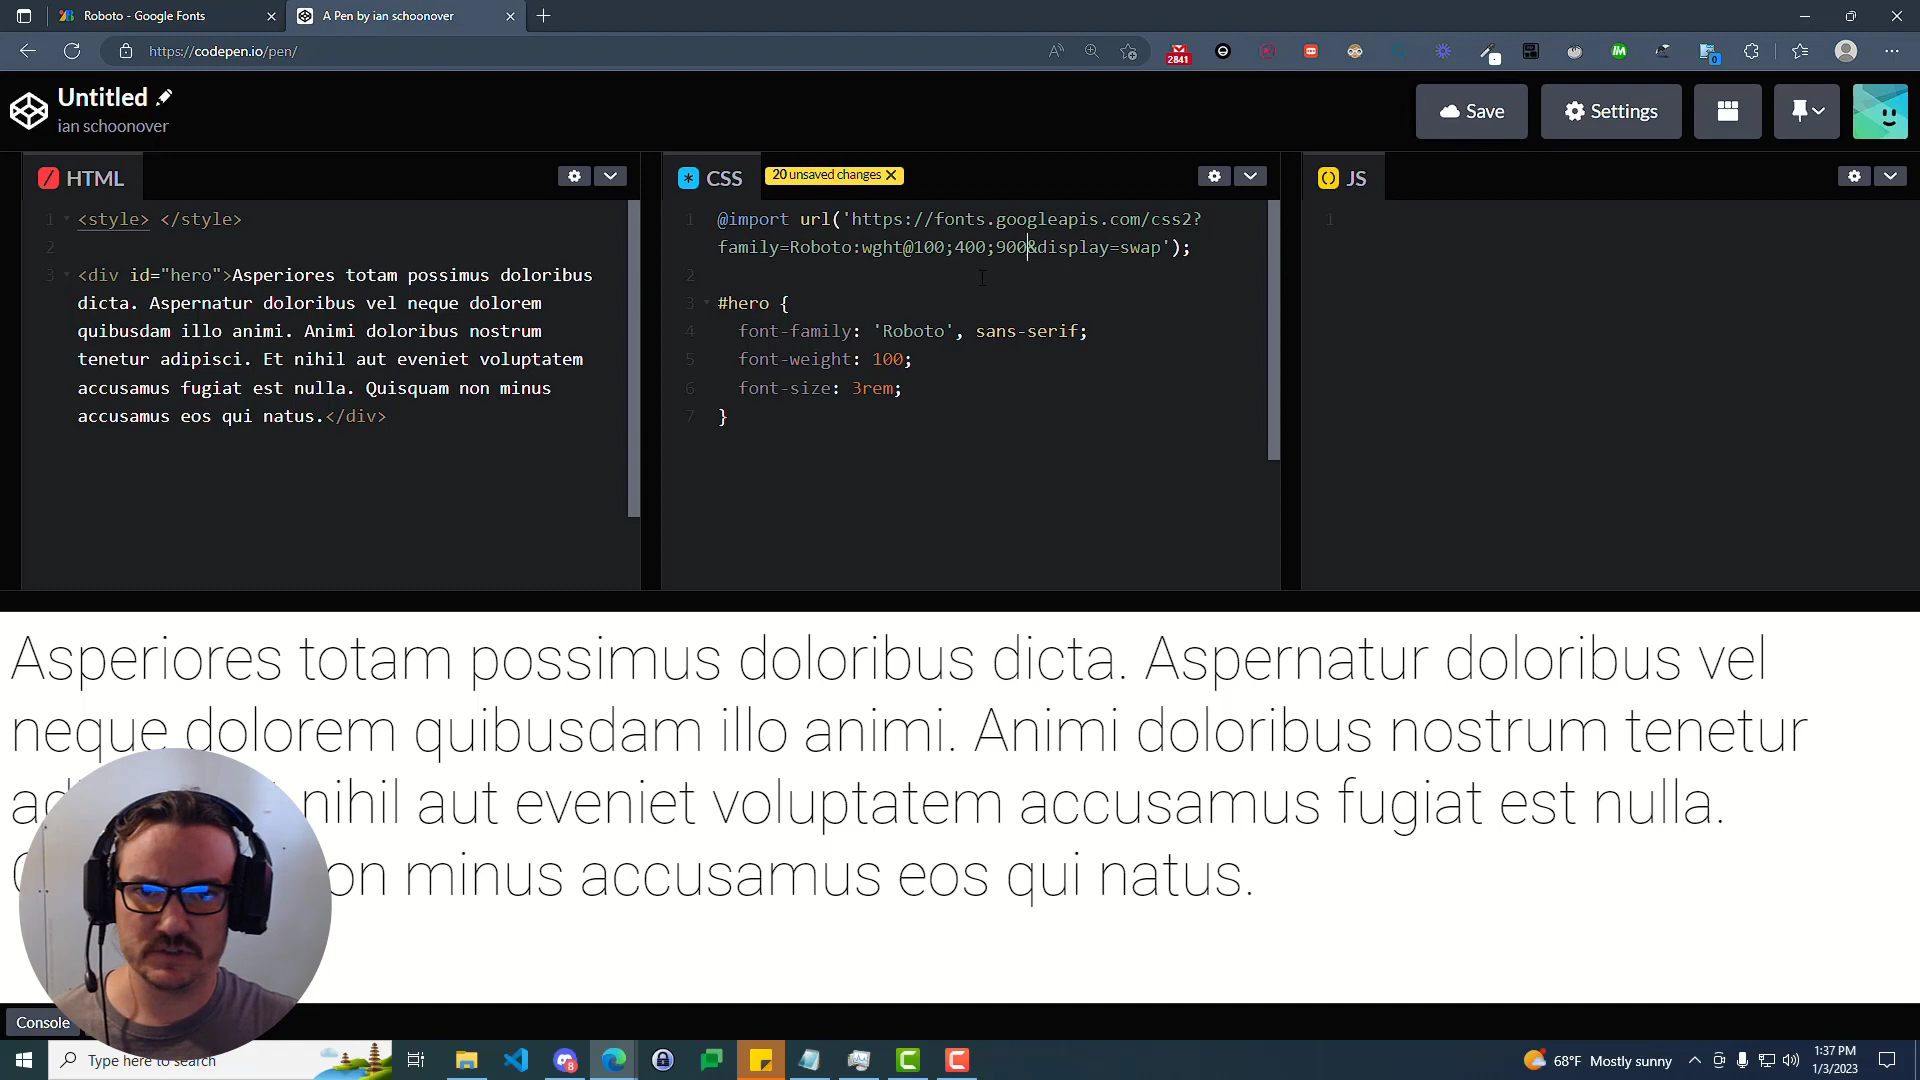 Roboto - Google Fonts
A Pen by ian schoonover
https://codepen.io/pen/
2841
0
Untitled
ian schoonover
Save
Settings
HTML
CSS
20 unsaved changes
JS
1 <style> </style>
2
3 <div id="hero">Asperiores totam possimus doloribus
dicta. Aspernatur doloribus vel neque dolorem
quibusdam illo animi. Animi doloribus nostrum
tenetur adipisci. Et nihil aut eveniet voluptatem
accusamus fugiat est nulla. Quisquam non minus
accusamus eos qui natus.</div>
1 @import url('https://fonts.googleapis.com/css2?
family=Roboto:wght@100;400;900&display=swap');
2
3 #hero {
4 font-family: 'Roboto', sans-serif;
5 font-weight: 100;
6 font-size: 3rem;
7 }
1
Asperiores totam possimus doloribus dicta. Aspernatur doloribus vel
neque dolorem quibusdam illo animi. Animi doloribus nostrum tenetur
nihil aut eveniet voluptatem accusamus fugiat est nulla.
minus accusamus eos qui natus.
Console
Type here to search
8
68°F Mostly sunny
1:37 PM
1/3/2023